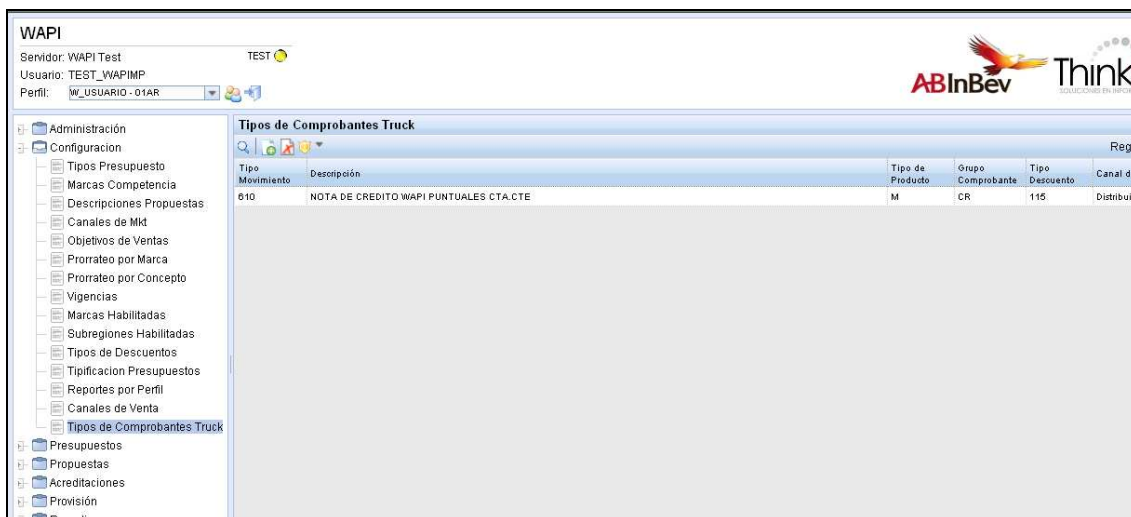 WAPI
Servidor: WAPI Test
TEST
Usuario: TEST_WAPIMP
Perfil: W_USUARIO - 01AR
ABInBev
Think
Administración
Configuracion
Tipos Presupuesto
Marcas Competencia
Descripciones Propuestas
Canales de Mkt
Objetivos de Ventas
Prorrateo por Marca
Prorrateo por Concepto
Vigencias
Marcas Habilitadas
Subregiones Habilitadas
Tipos de Descuentos
Tipificacion Presupuestos
Reportes por Perfil
Canales de Venta
Tipos de Comprobantes Truck
Presupuestos
Propuestas
Acreditaciones
Provisión
Tipos de Comprobantes Truck
Reg
Tipo Movimiento
Descripción
Tipo de Producto
Grupo Comprobante
Tipo Descuento
Canal d
610
NOTA DE CREDITO WAPI PUNTUALES CTA.CTE
M
CR
115
Distribui